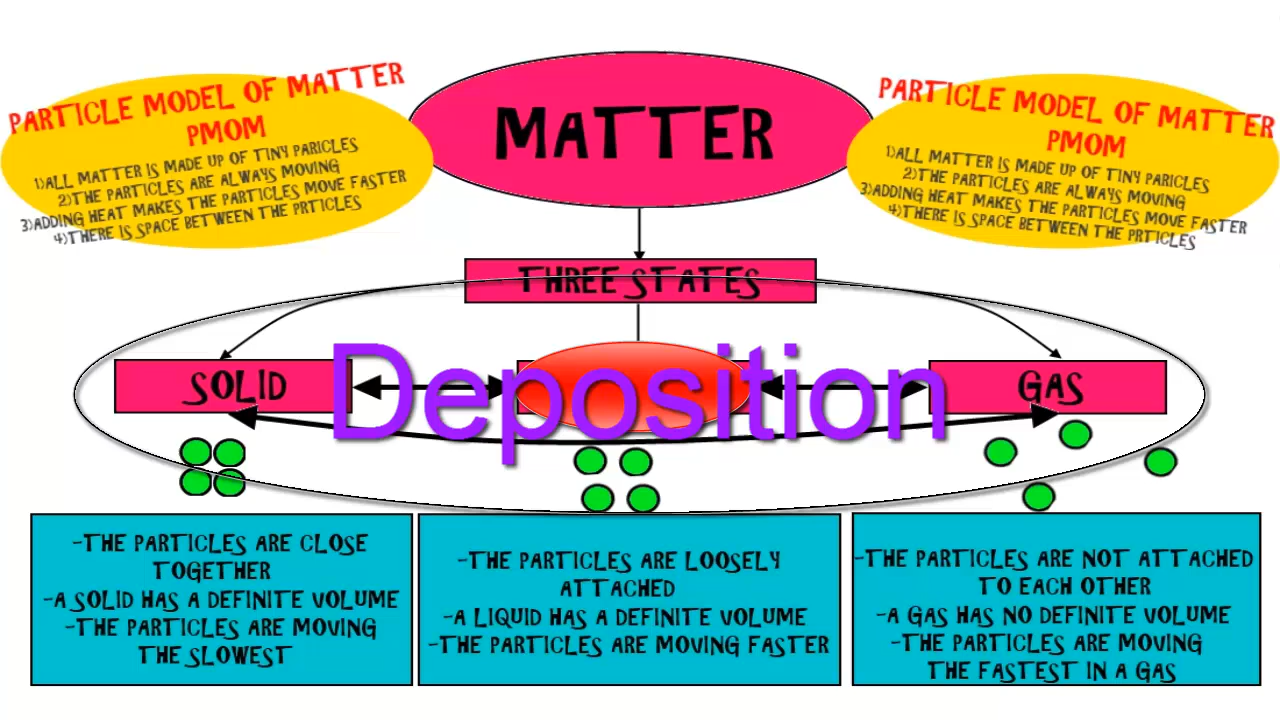 PARTICLE MODEL OF MATTER
PMOM
1)ALL MATTER IS MADE UP OF TINY PARICLES
2)THE PARTICLES ARE ALWAYS MOVING
3)ADDING HEAT MAKES THE PARTICLES MOVE FASTER
4)THERE IS SPACE BETWEEN THE PRTICLES
MATTER
PARTICLE MODEL OF MATTER
PMOM
1)ALL MATTER IS MADE UP OF TINY PARICLES
2)THE PARTICLES ARE ALWAYS MOVING
3)ADDING HEAT MAKES THE PARTICLES MOVE FASTER
4)THERE IS SPACE BETWEEN THE PRTICLES
THREE STATES
SOLID
Deposition
GAS
-THE PARTICLES ARE CLOSE
TOGETHER
-A SOLID HAS A DEFINITE VOLUME
-THE PARTICLES ARE MOVING
THE SLOWEST
-THE PARTICLES ARE LOOSELY
ATTACHED
-A LIQUID HAS A DEFINITE VOLUME
-THE PARTICLES ARE MOVING FASTER
-THE PARTICLES ARE NOT ATTACHED
TO EACH OTHER
-A GAS HAS NO DEFINITE VOLUME
-THE PARTICLES ARE MOVING
THE FASTEST IN A GAS